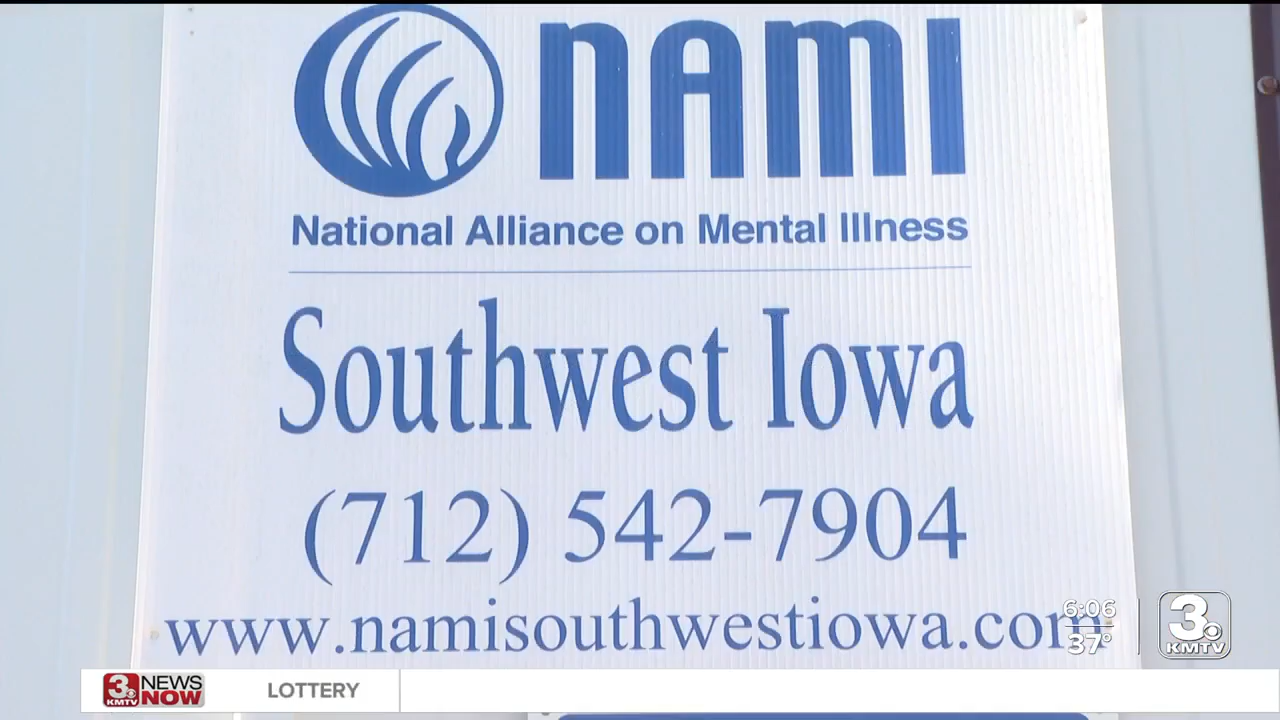 NAMI
National Alliance on Mental Illness
Southwest Iowa
(712) 542-7904
www.namisouthwestiowa.com
6:06
37°
3
KMTV
3 NEWS
KMTV NOW
LOTTERY